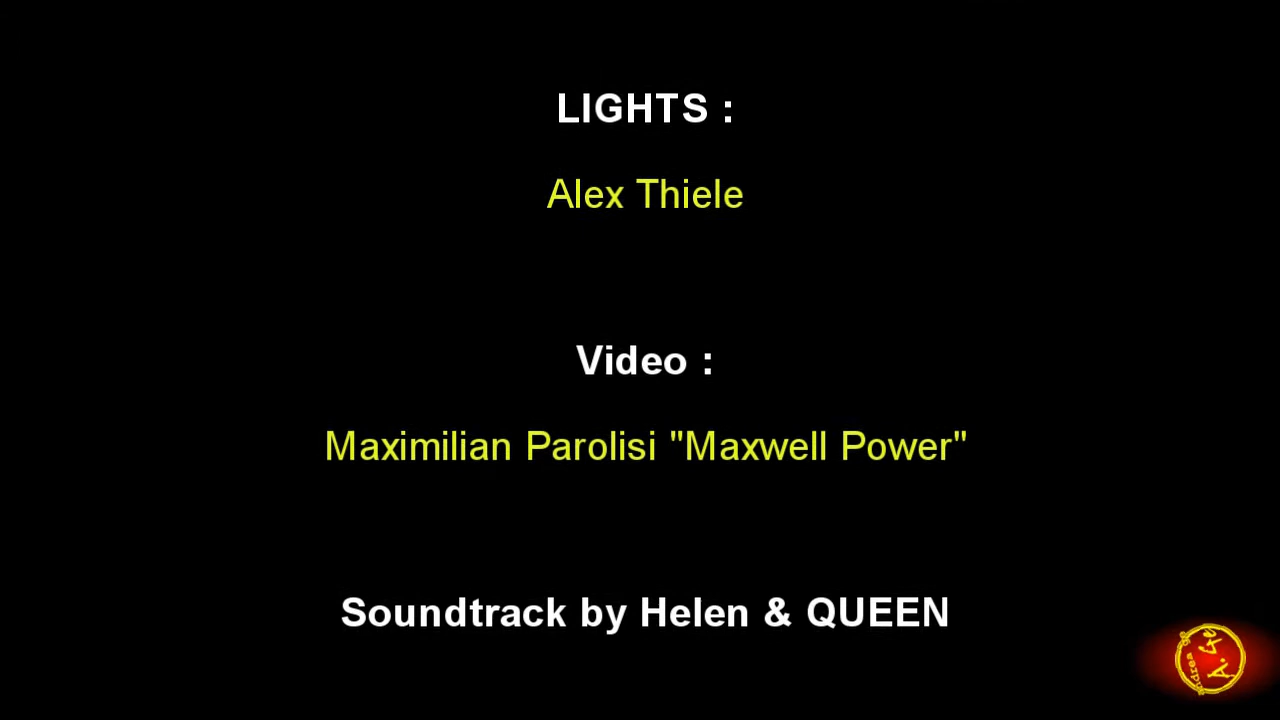 LIGHTS :
Alex Thiele
Video :
Maximilian Parolisi "Maxwell Power"
Soundtrack by Helen & QUEEN